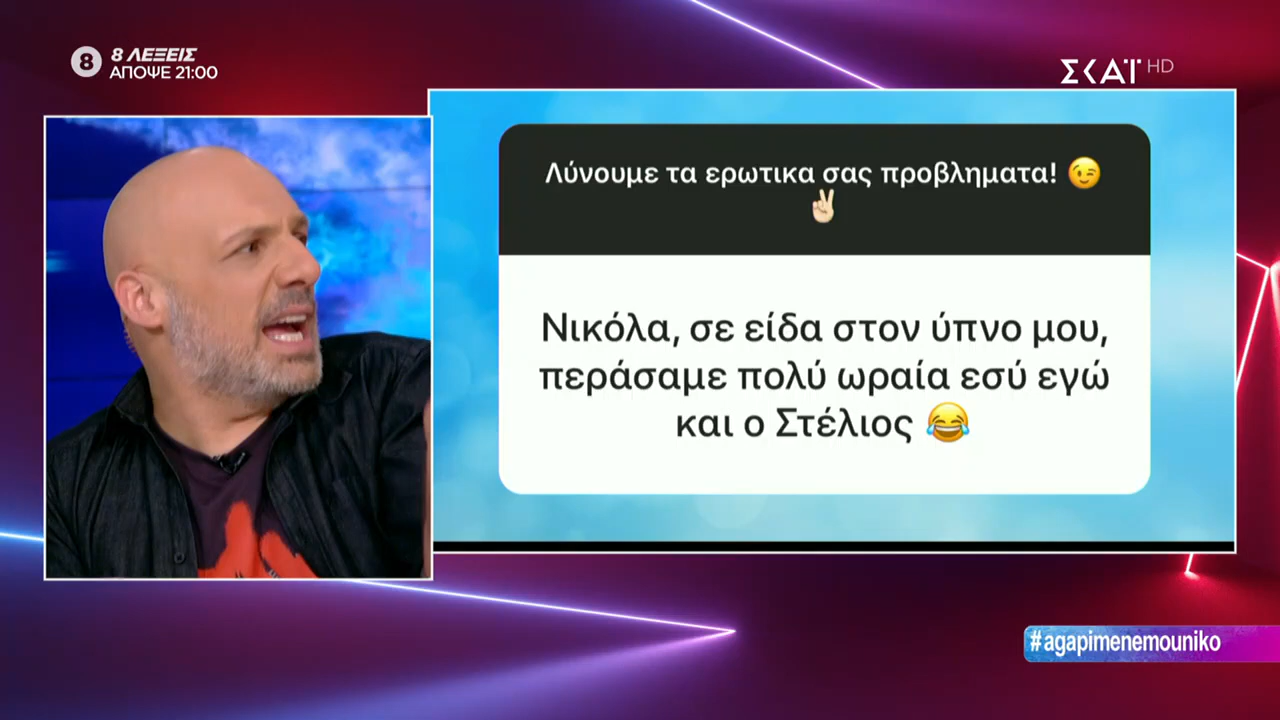 8 8 ΛΕΞΕΙΣ
ΑΠΟΨΕ 21:00
ΣΚΑΪ HD
Λύνουμε τα ερωτικα σας προβληματα! 😉
✌🏻
Νικόλα, σε είδα στον ύπνο μου,
περάσαμε πολύ ωραία εσύ εγώ
και ο Στέλιος 😂
#agapimenemouniko